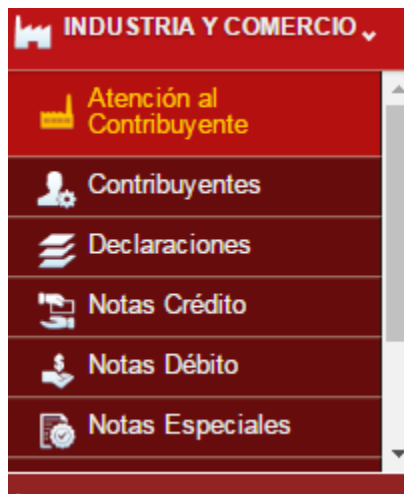 INDUSTRIA Y COMERCIO
Atención al
Contribuyente
Contribuyentes
Declaraciones
Notas Crédito
Notas Débito
Notas Especiales